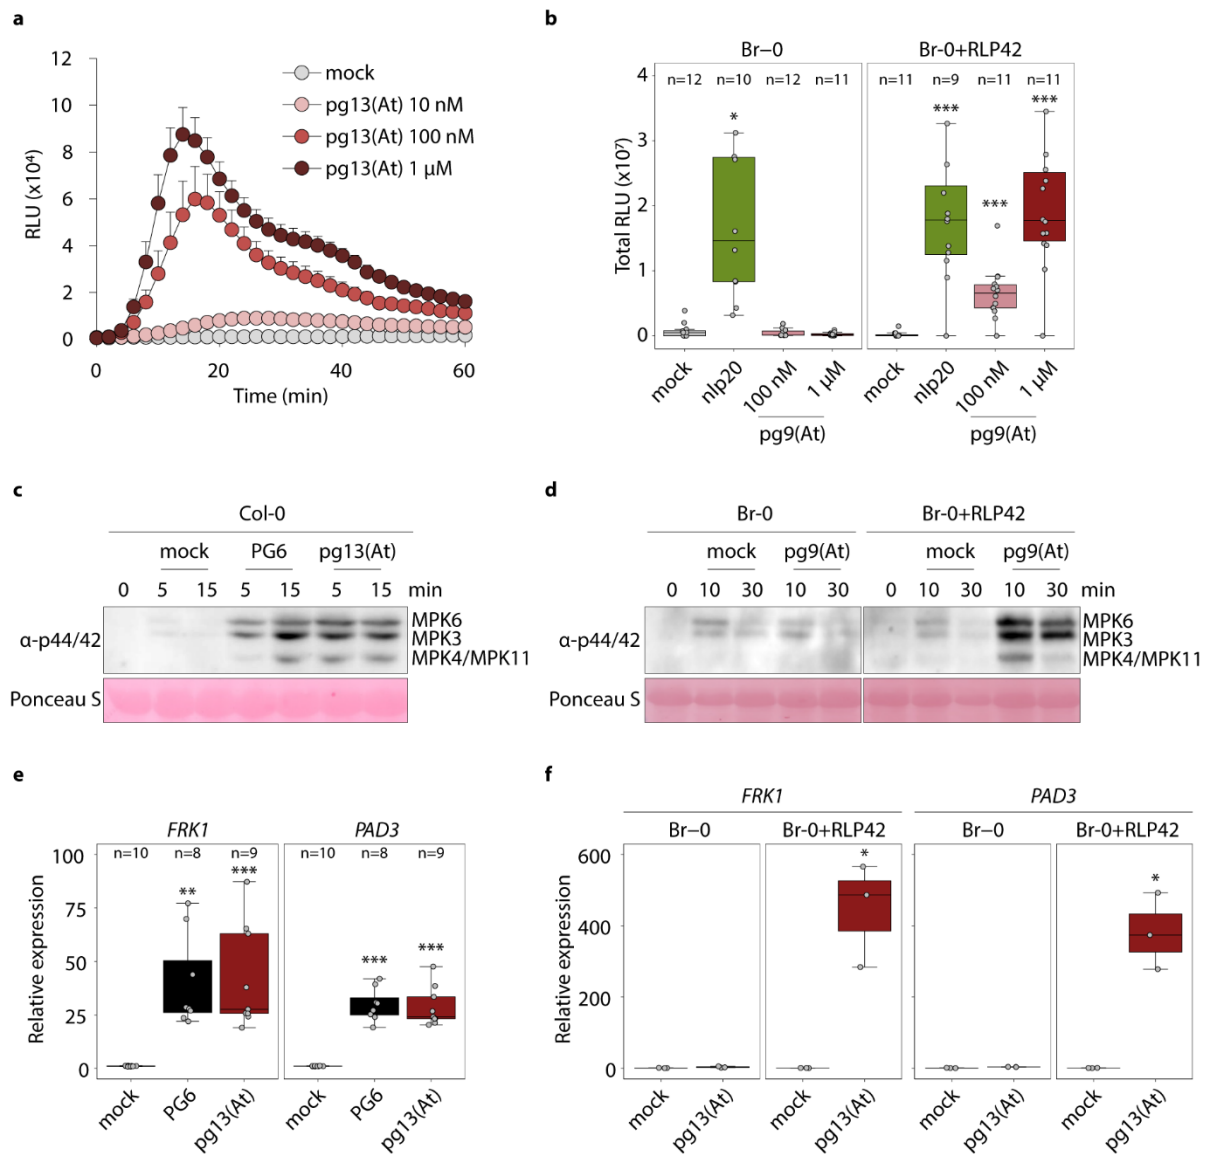 a
12
10
8
6
4
2
0
RLU (x10⁴)
0 20 40 60
Time (min)
mock
pg13(At) 10 nM
pg13(At) 100 nM
pg13(At) 1 µM
b
Br−0 Br-0+RLP42
n=12 n=10 n=12 n=11 n=11 n=9 n=11 n=11
* *** *** ***
4
3
2
1
0
Total RLU (x10⁷)
mock nlp20 100 nM 1 µM mock nlp20 100 nM 1 µM
pg9(At) pg9(At)
c
Col-0
mock PG6 pg13(At)
0 5 15 5 15 5 15 min
α-p44/42
MPK6
MPK3
MPK4/MPK11
Ponceau S
d
Br-0 Br-0+RLP42
mock pg9(At) mock pg9(At)
0 10 30 10 30 0 10 30 10 30 min
α-p44/42
MPK6
MPK3
MPK4/MPK11
Ponceau S
e
FRK1 PAD3
n=10 n=8 n=9 n=10 n=8 n=9
** *** *** ***
100
75
50
25
0
Relative expression
mock PG6 pg13(At) mock PG6 pg13(At)
f
FRK1 PAD3
Br−0 Br-0+RLP42 Br−0 Br-0+RLP42
* *
600
400
200
0
Relative expression
mock pg13(At) mock pg13(At) mock pg13(At) mock pg13(At)